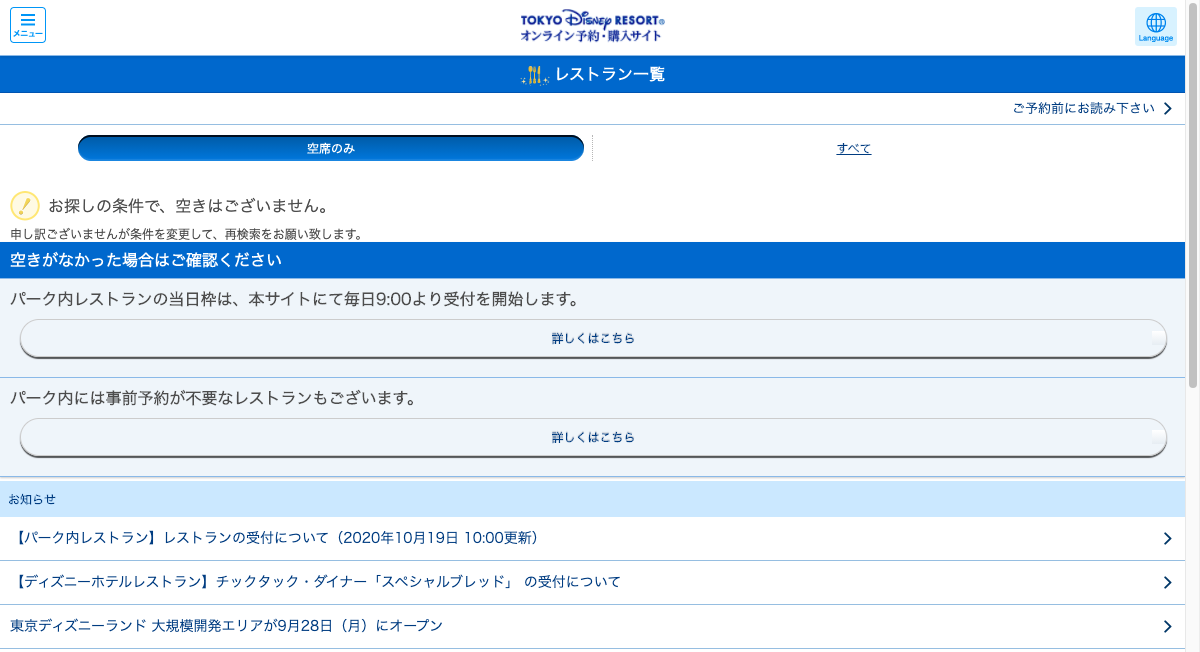 メニュー
TOKYO Disney RESORT®
オンライン予約・購入サイト
Language
レストラン一覧
ご予約前にお読み下さい
空席のみ
すべて
お探しの条件で、空きはございません。
申し訳ございませんが条件を変更して、再検索をお願い致します。
空きがなかった場合はご確認ください
パーク内レストランの当日枠は、本サイトにて毎日9:00より受付を開始します。
詳しくはこちら
パーク内には事前予約が不要なレストランもございます。
詳しくはこちら
お知らせ
【パーク内レストラン】レストランの受付について（2020年10月19日 10:00更新）
【ディズニーホテルレストラン】チックタック・ダイナー「スペシャルブレッド」 の受付について
東京ディズニーランド 大規模開発エリアが9月28日（月）にオープン